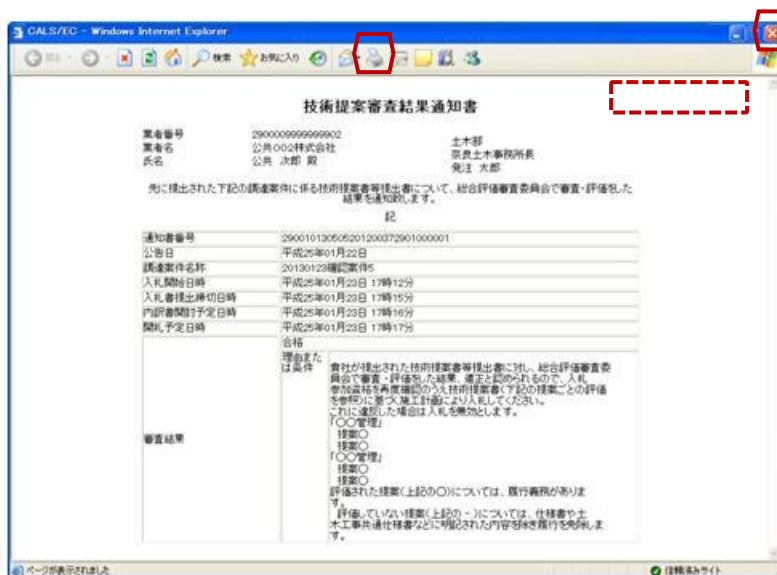 CALS/EC - Windows Internet Explorer
検索 お気に入り
技術提案審査結果通知書
業者番号 2900009999999902
業者名 公共002株式会社
氏名 公共 次郎 殿
土木部
奈良土木事務所長
発注 太郎
先に提出された下記の調達案件に係る技術提案書等提出書について、総合評価審査委員会で審査・評価をした
結果を通知致します。
記
通知書番号 29001013050520120037290100001
公告日 平成25年01月22日
調達案件名称 20130123確認案件5
入札開始日時 平成25年01月23日 17時12分
入札書提出締切日時 平成25年01月23日 17時15分
内訳書開封予定日時 平成25年01月23日 17時16分
開札予定日時 平成25年01月23日 17時17分
審査結果
合格
理由また
は条件
貴社が提出された技術提案書等提出書に対し、総合評価審査委
員会で審査・評価をした結果、適正と認められるので、入札
参加資格を再度確認のうえ技術提案書(下記の提案ごとの評価
を参照)に基づく施工計画により入札してください。
これに違反した場合は入札を無効とします。
「○○管理」
提案○
提案○
「○○管理」
提案○
提案○
評価された提案(上記の○)については、履行義務がありま
す。
評価していない提案(上記の - )については、仕様書や土
木工事共通仕様書などに明記された内容を除き履行を免除しま
す。
ページが表示されました
信頼済みサイト